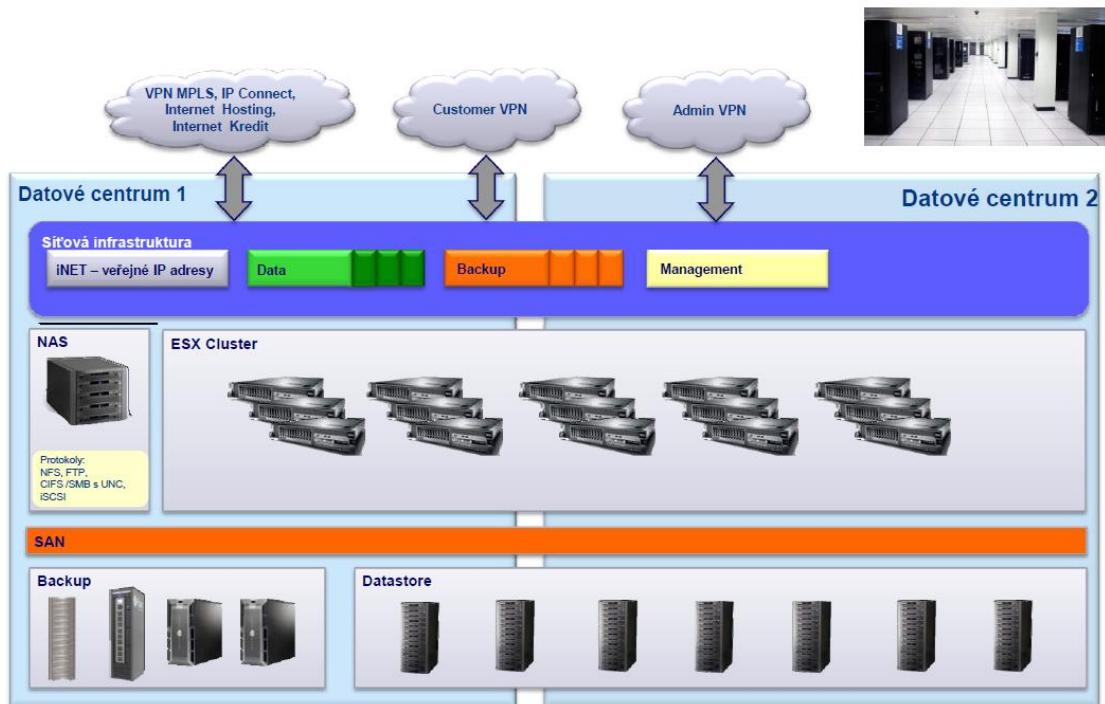 VPN MPLS, IP Connect,
Internet Hosting,
Internet Kredit
Customer VPN
Admin VPN
Datové centrum 1
Datové centrum 2
Síťová infrastruktura
iNET – veřejné IP adresy
Data
Backup
Management
NAS
ESX Cluster
Protokoly:
NFS, FTP,
CIFS /SMB s UNC,
iSCSI
SAN
Backup
Datastore